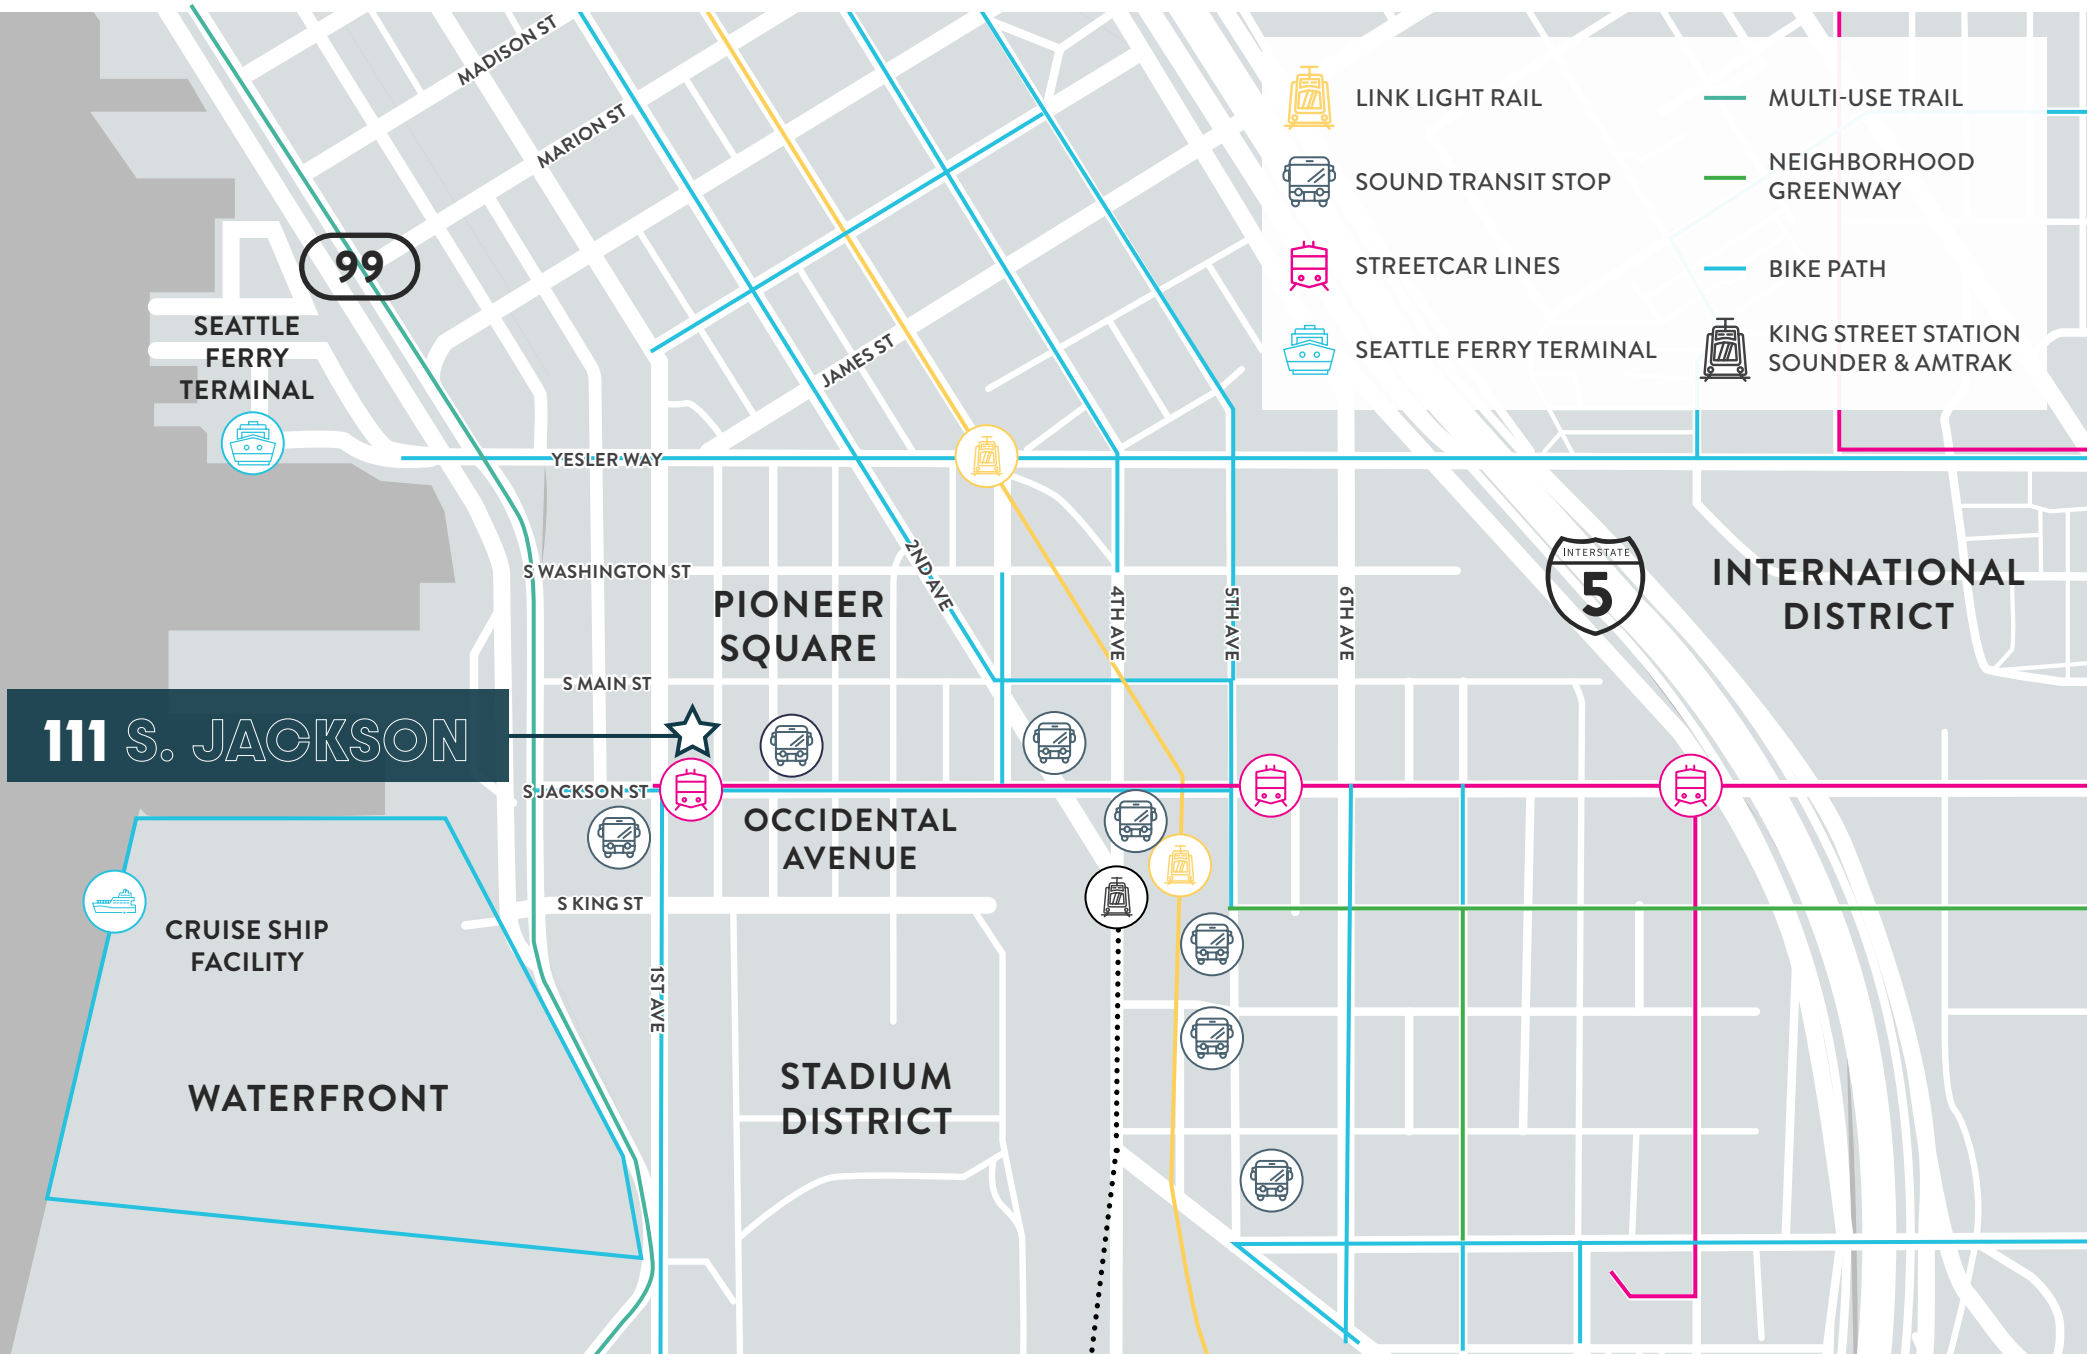 MADISON ST
MARION ST
JAMES ST
LINK LIGHT RAIL
SOUND TRANSIT STOP
STREETCAR LINES
SEATTLE FERRY TERMINAL
MULTI-USE TRAIL
NEIGHBORHOOD
GREENWAY
BIKE PATH
KING STREET STATION
SOUNDER & AMTRAK
99
SEATTLE
FERRY
TERMINAL
YESLER WAY
S WASHINGTON ST
2ND AVE
4TH AVE
5TH AVE
6TH AVE
INTERSTATE
5
INTERNATIONAL
DISTRICT
PIONEER
SQUARE
S MAIN ST
111 S. JACKSON
S JACKSON ST
OCCIDENTAL
AVENUE
S KING ST
CRUISE SHIP
FACILITY
1ST AVE
WATERFRONT
STADIUM
DISTRICT